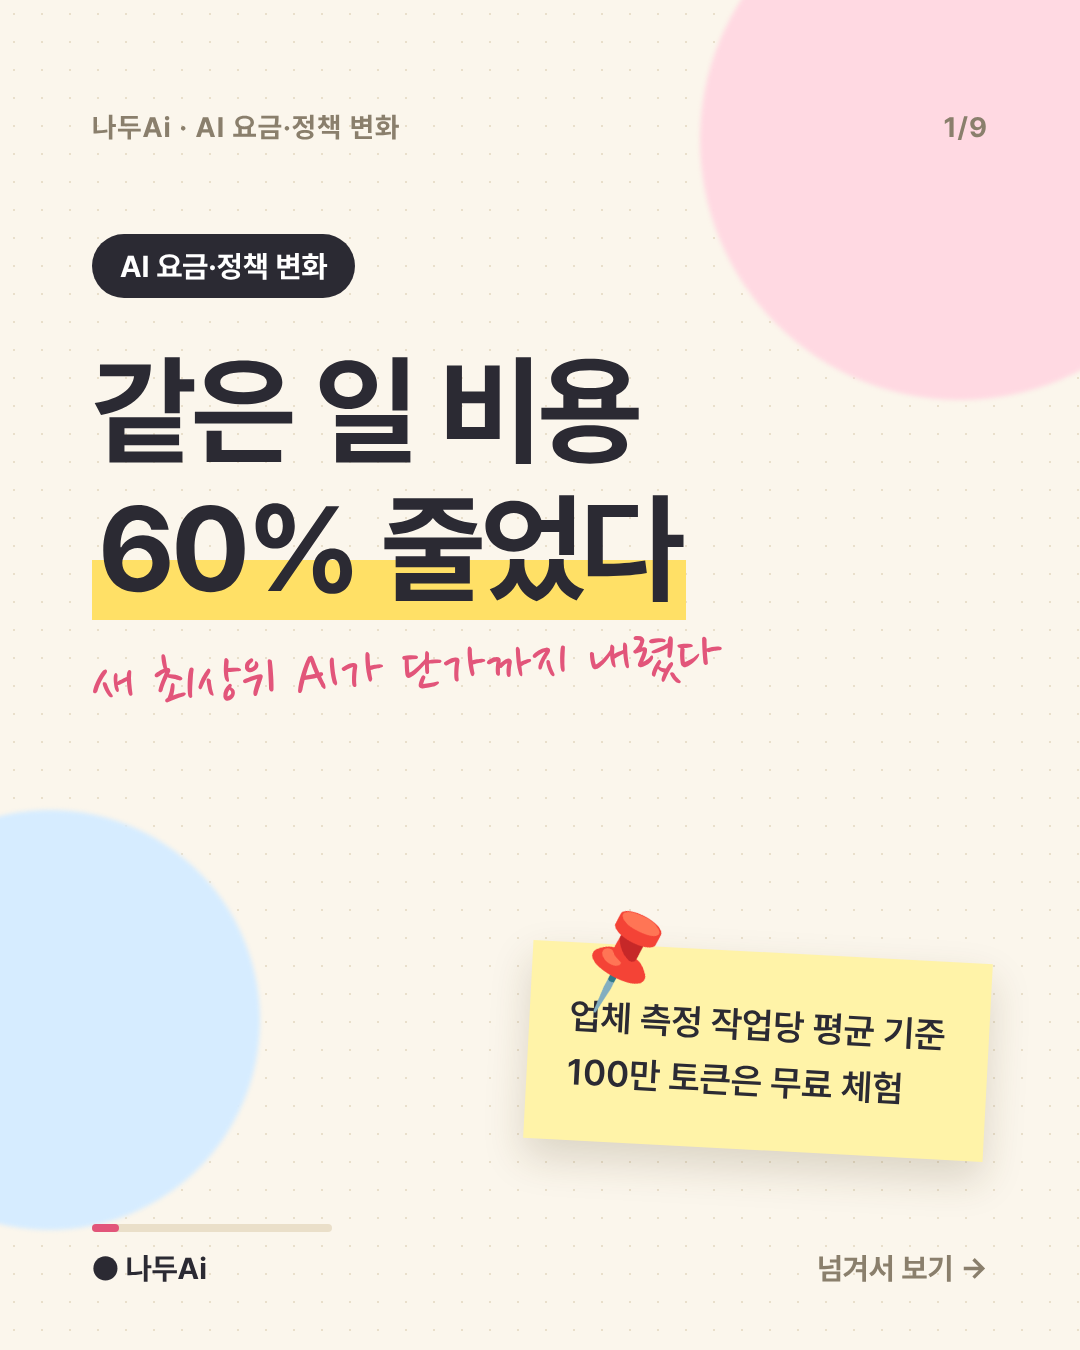 나두Ai · AI 요금·정책 변화
1/9
AI 요금·정책 변화
같은 일 비용
60% 줄었다
새 최상위 AI가 단가까지 내렸다
업체 측정 작업당 평균 기준
100만 토큰은 무료 체험
나두Ai
넘겨서 보기 →